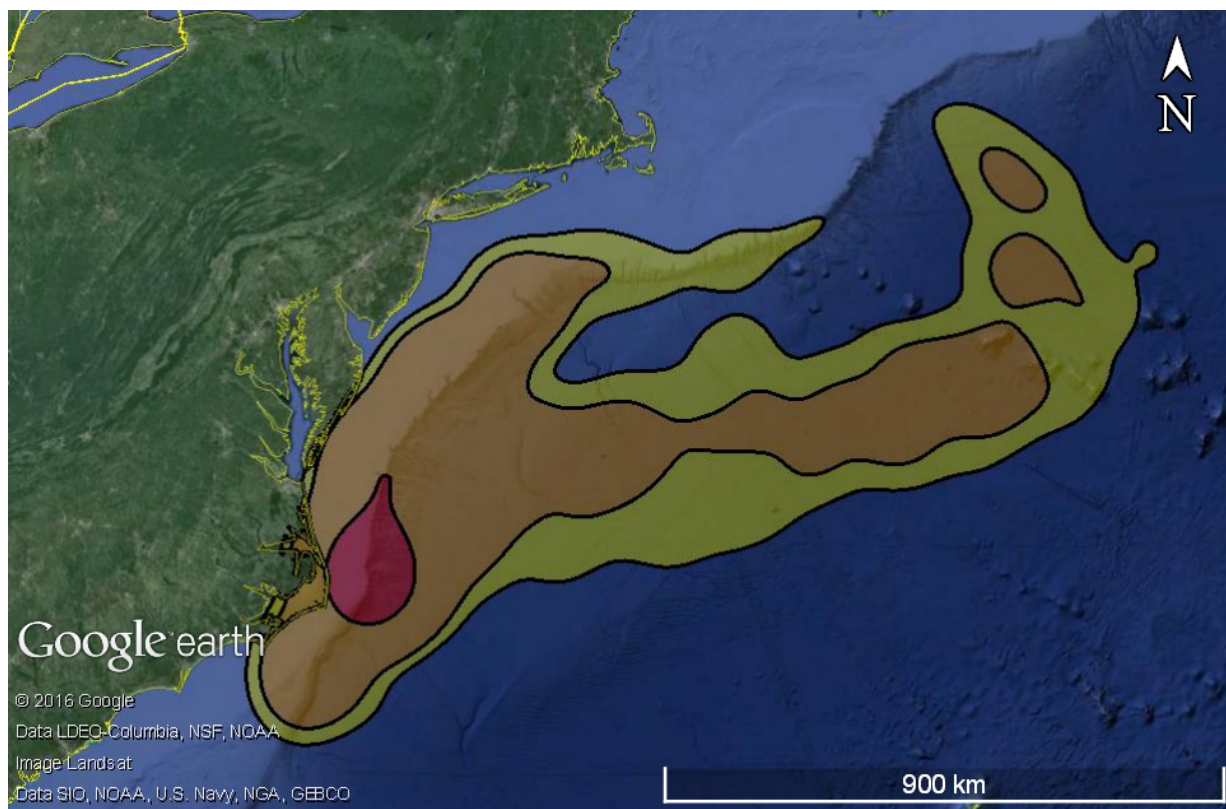 N
Google earth
© 2016 Google
Data LDEO-Columbia, NSF, NOAA
Image Landsat
Data SIO, NOAA, U.S. Navy, NGA, GEBCO
900 km